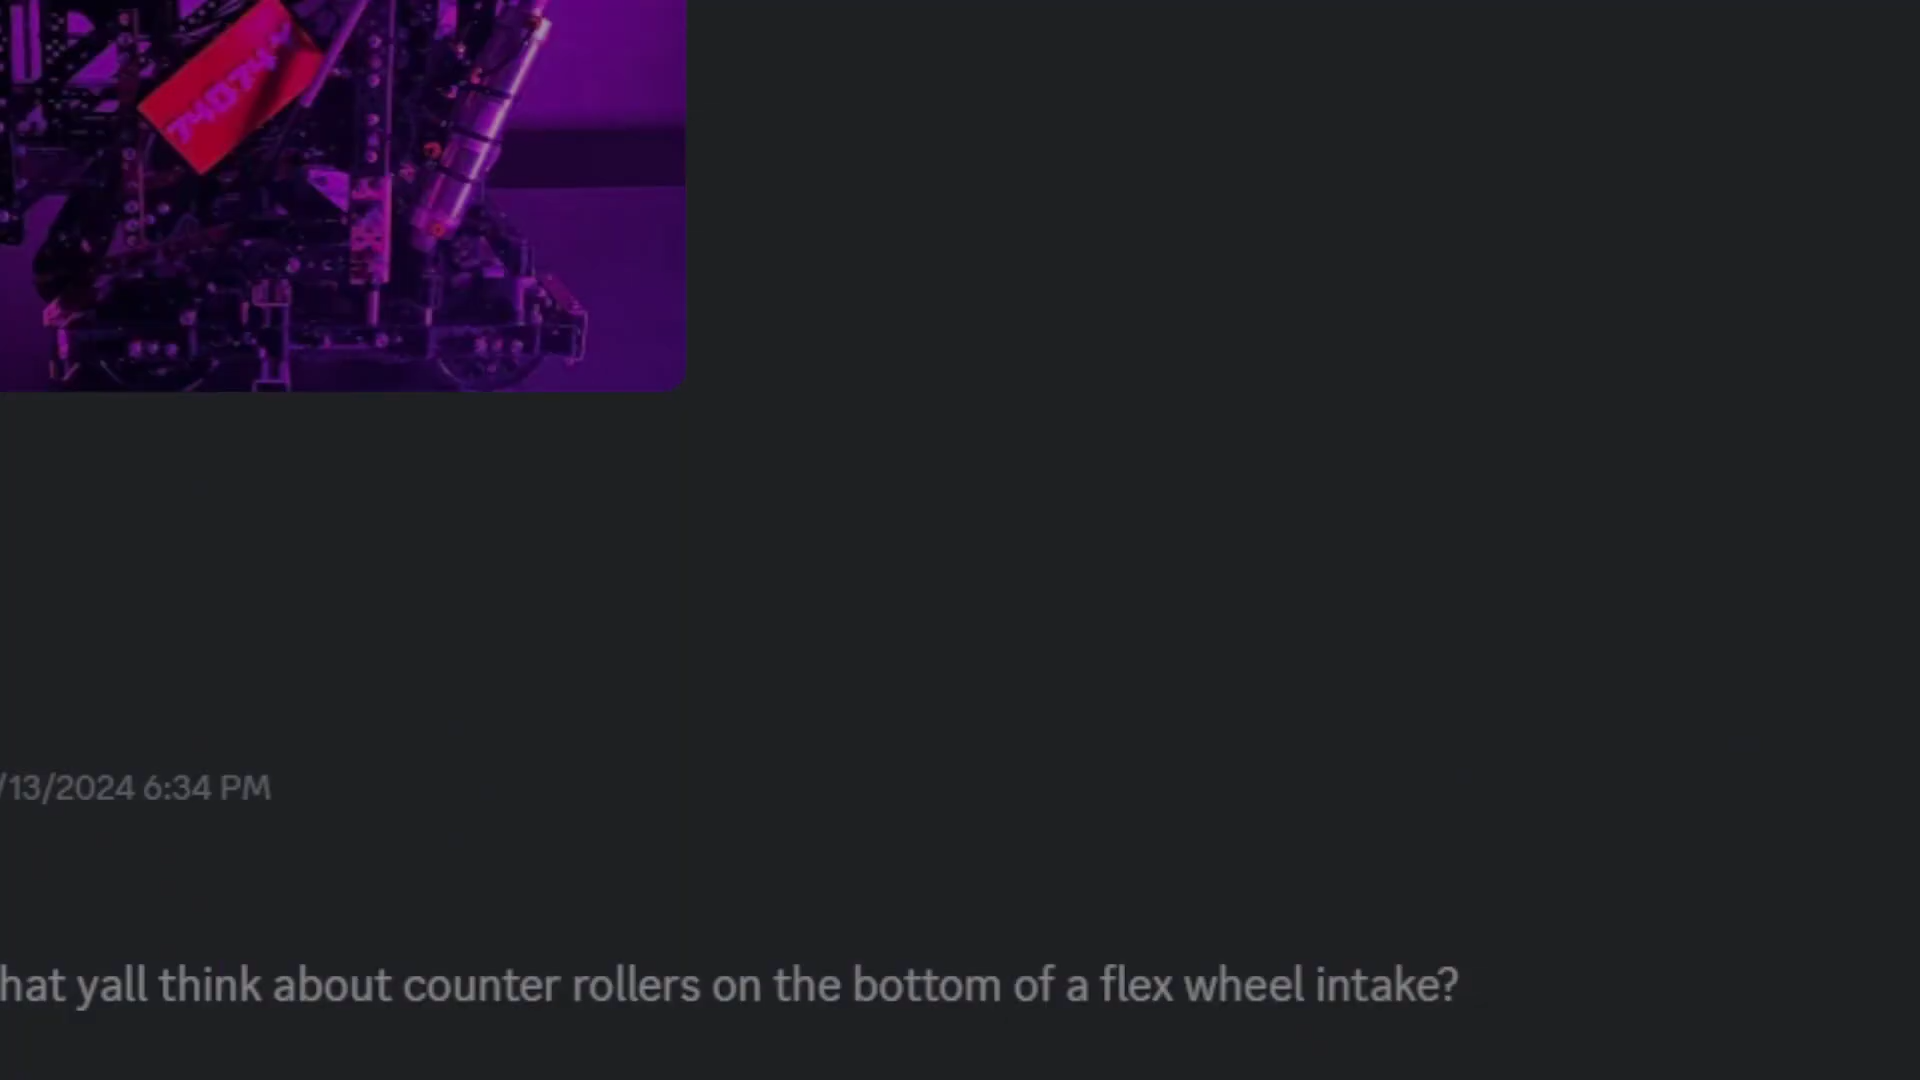 /13/2024 6:34 PM
hat yall think about counter rollers on the bottom of a flex wheel intake?